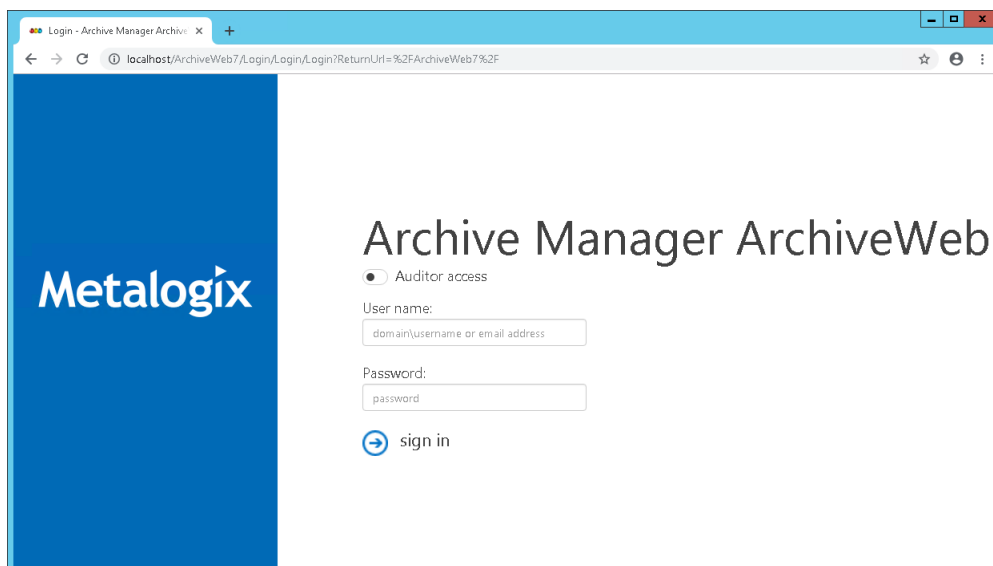 Login - Archive Manager Archive
localhost/ArchiveWeb7/Login/Login/Login?ReturnUrl=%2FArchiveWeb7%2F
Metalogix
Archive Manager ArchiveWeb
Auditor access
User name:
domain\username or email address
Password:
password
sign in